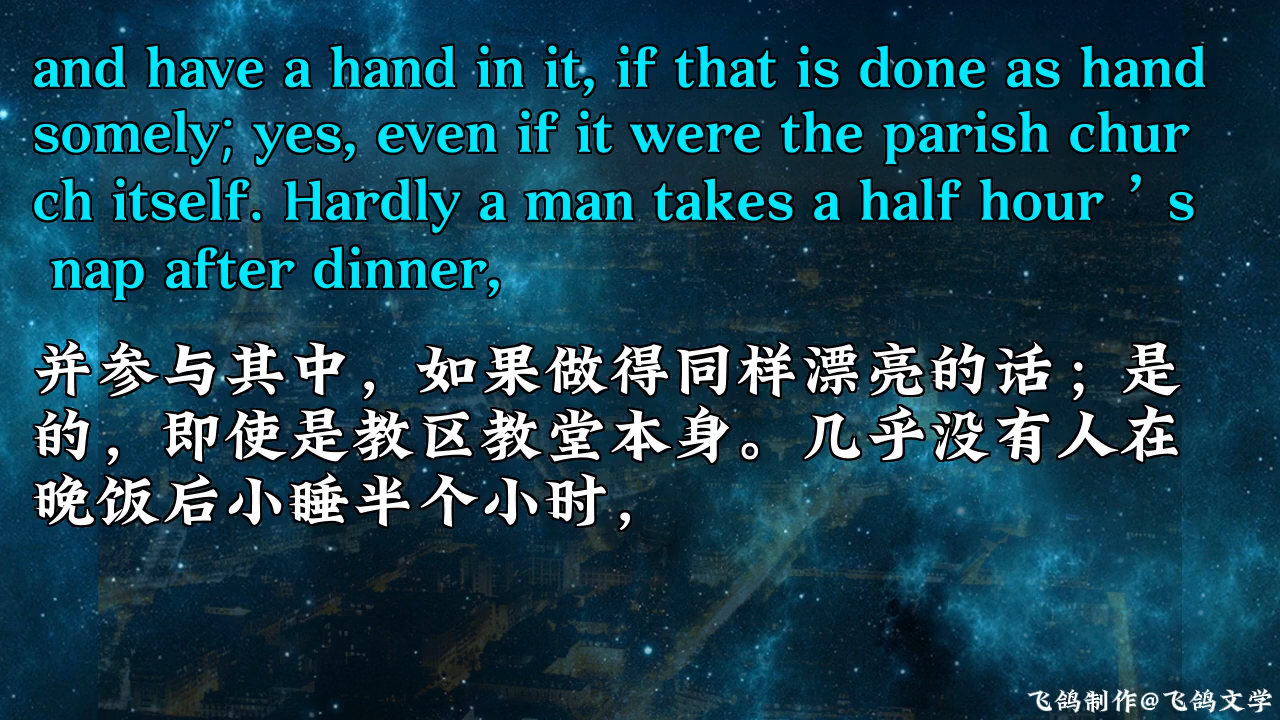 and have a hand in it, if that is done as hand
somely; yes, even if it were the parish chur
ch itself. Hardly a man takes a half hour ’ s
nap after dinner,
并参与其中，如果做得同样漂亮的话；是
的，即使是教区教堂本身。几乎没有人在
晚饭后小睡半个小时，
飞鸽制作@飞鸽文学